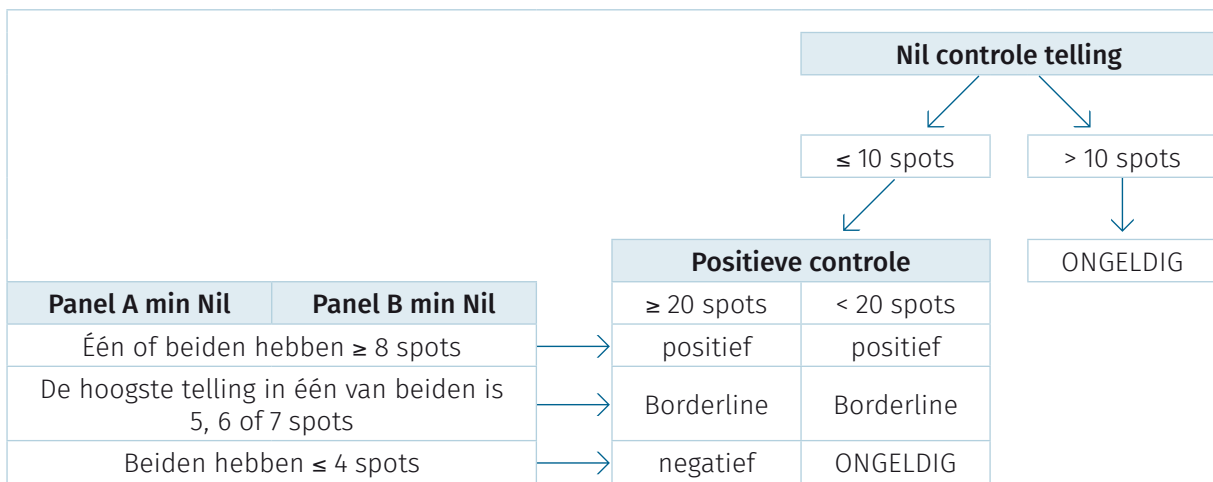 Nil controle telling
≤ 10 spots
> 10 spots
Positieve controle
ONGELDIG
Panel A min Nil
Panel B min Nil
≥ 20 spots
< 20 spots
Één of beiden hebben ≥ 8 spots
positief
positief
De hoogste telling in één van beiden is
5, 6 of 7 spots
Borderline
Borderline
Beiden hebben ≤ 4 spots
negatief
ONGELDIG